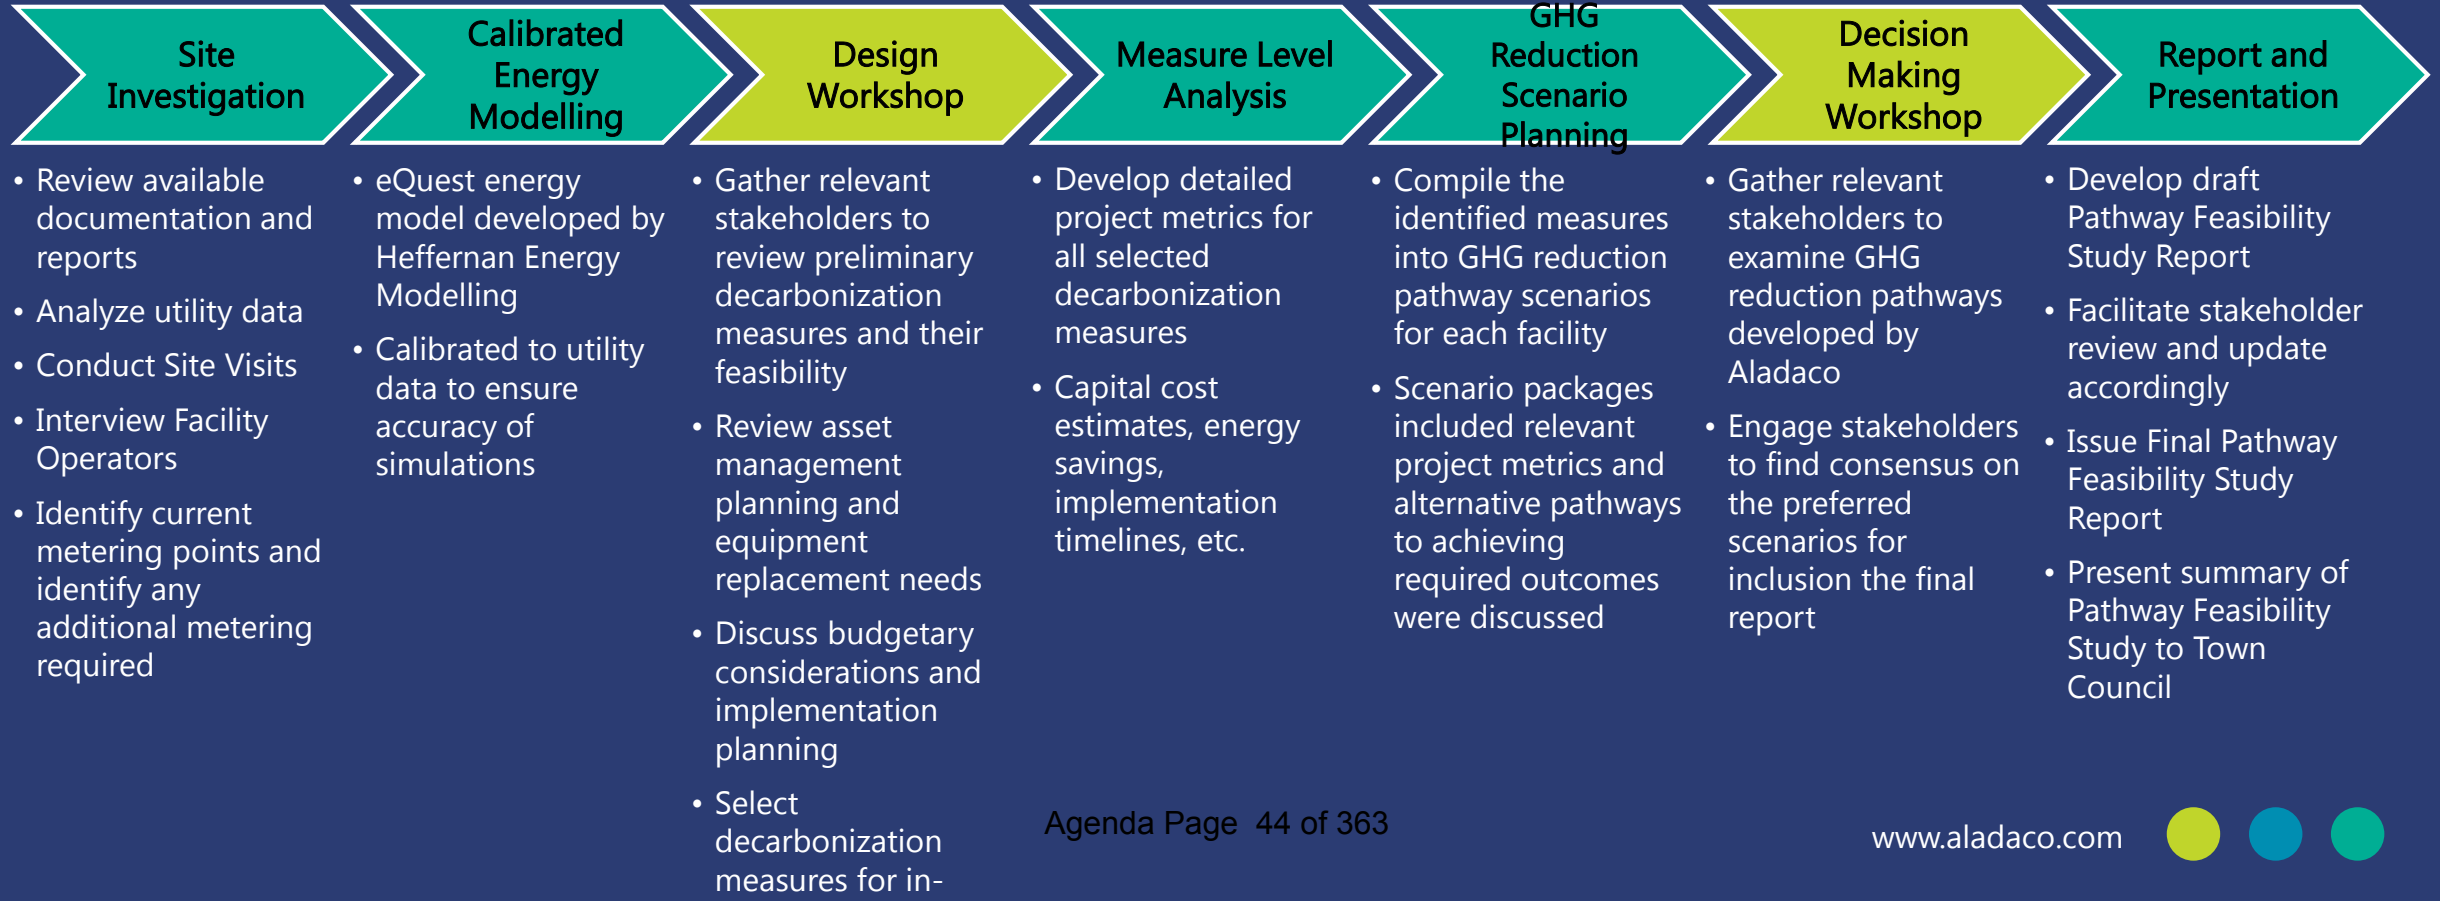 Site
Investigation
• Review available
documentation and
reports
• Analyze utility data
• Conduct Site Visits
• Interview Facility
Operators
• Identify current
metering points and
identify any
additional metering
required
Calibrated
Energy
Modelling
• eQuest energy
model developed by
Heffernan Energy
Modelling
• Calibrated to utility
data to ensure
accuracy of
simulations
Design
Workshop
• Gather relevant
stakeholders to
review preliminary
decarbonization
measures and their
feasibility
• Review asset
management
planning and
equipment
replacement needs
• Discuss budgetary
considerations and
implementation
planning
• Select
decarbonization
measures for in-
Measure Level
Analysis
• Develop detailed
project metrics for
all selected
decarbonization
measures
• Capital cost
estimates, energy
savings,
implementation
timelines, etc.
GHG
Reduction
Scenario
Planning
• Compile the
identified measures
into GHG reduction
pathway scenarios
for each facility
• Scenario packages
included relevant
project metrics and
alternative pathways
to achieving
required outcomes
were discussed
Decision
Making
Workshop
• Gather relevant
stakeholders to
examine GHG
reduction pathways
developed by
Aladaco
• Engage stakeholders
to find consensus on
the preferred
scenarios for
inclusion the final
report
Report and
Presentation
• Develop draft
Pathway Feasibility
Study Report
• Facilitate stakeholder
review and update
accordingly
• Issue Final Pathway
Feasibility Study
Report
• Present summary of
Pathway Feasibility
Study to Town
Council
Agenda Page 44 of 363
www.aladaco.com